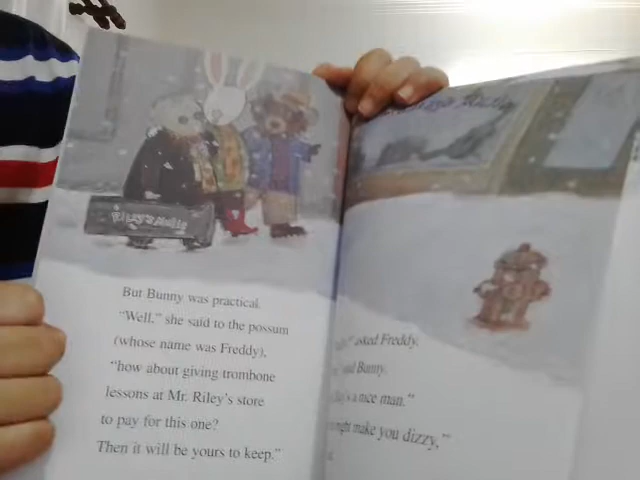 Riley's Music
But Bunny was practical.
"Well," she said to the possum
(whose name was Freddy),
"how about giving trombone
lessons at Mr. Riley's store
to pay for this one?
Then it will be yours to keep."
asked Freddy.
said Bunny.
a nice man."
might make you dizzy,"